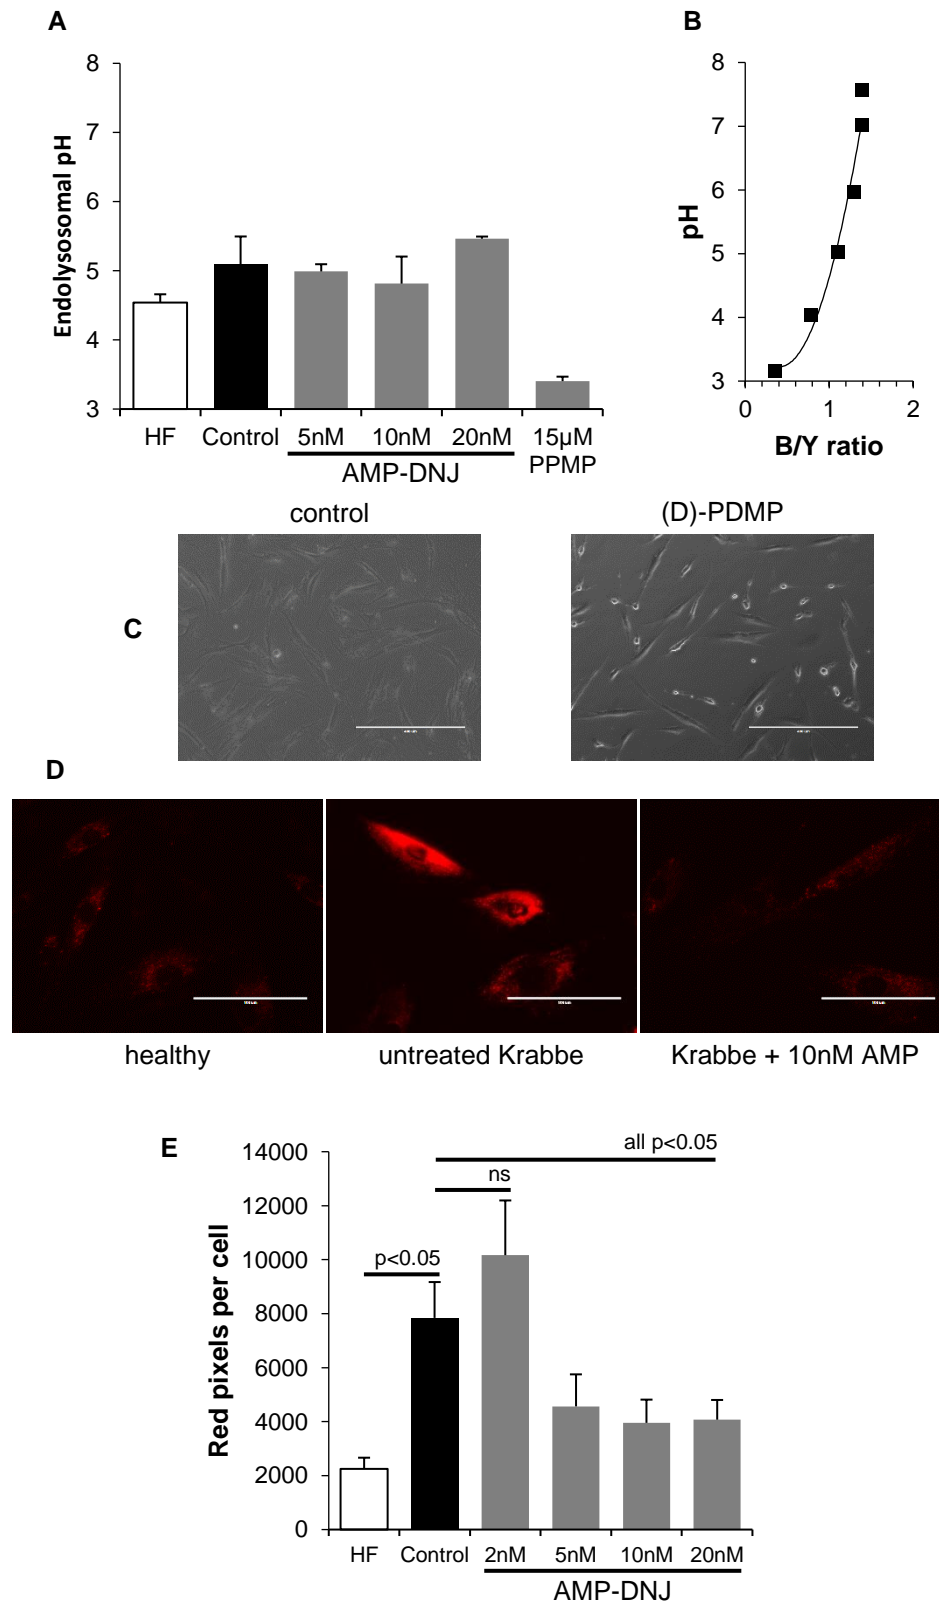 A
B
8
7
6
5
4
3
Endolysosomal pH
HF Control 5nM 10nM 20nM 15µM
PPMP
AMP-DNJ
8
7
6
5
4
3
pH
0 1 2
B/Y ratio
control
(D)-PDMP
C
D
healthy
untreated Krabbe
Krabbe + 10nM AMP
E
14000
12000
10000
8000
6000
4000
2000
0
Red pixels per cell
all p<0.05
ns
p<0.05
HF Control 2nM 5nM 10nM 20nM
AMP-DNJ